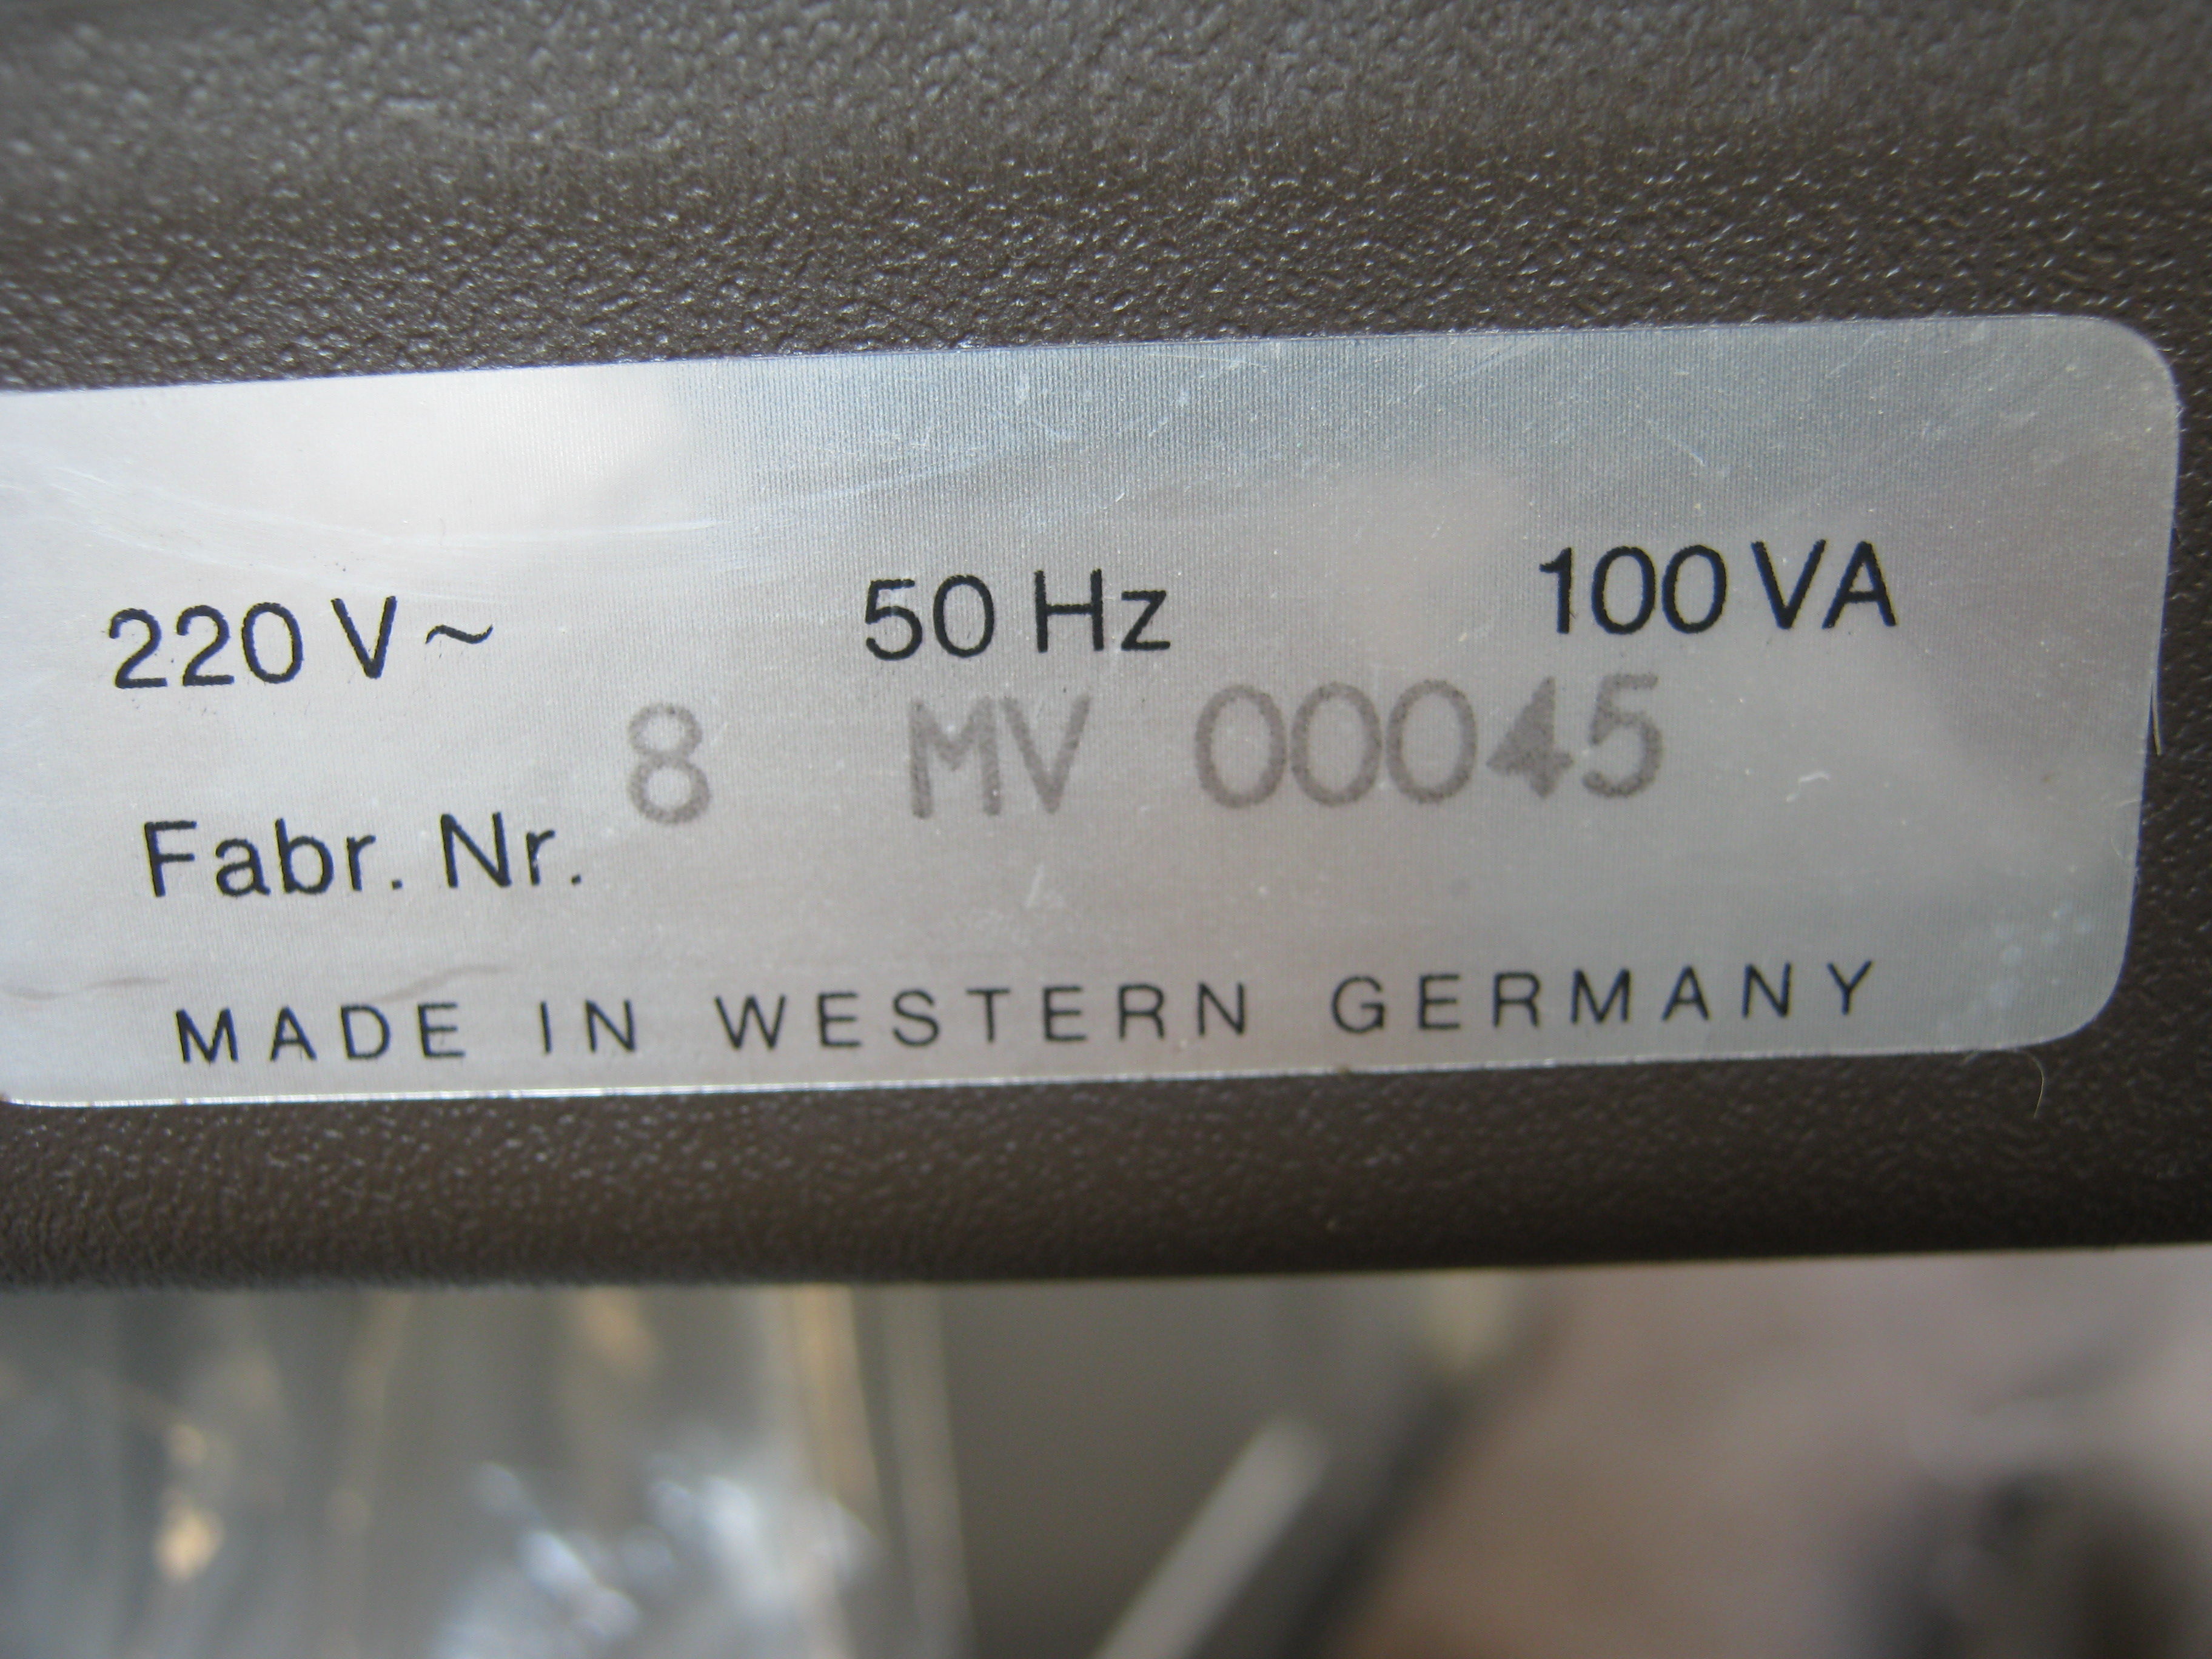 220 V ~ 50 Hz 100 VA
Fabr. Nr. 8 MV 00045
MADE IN WESTERN GERMANY